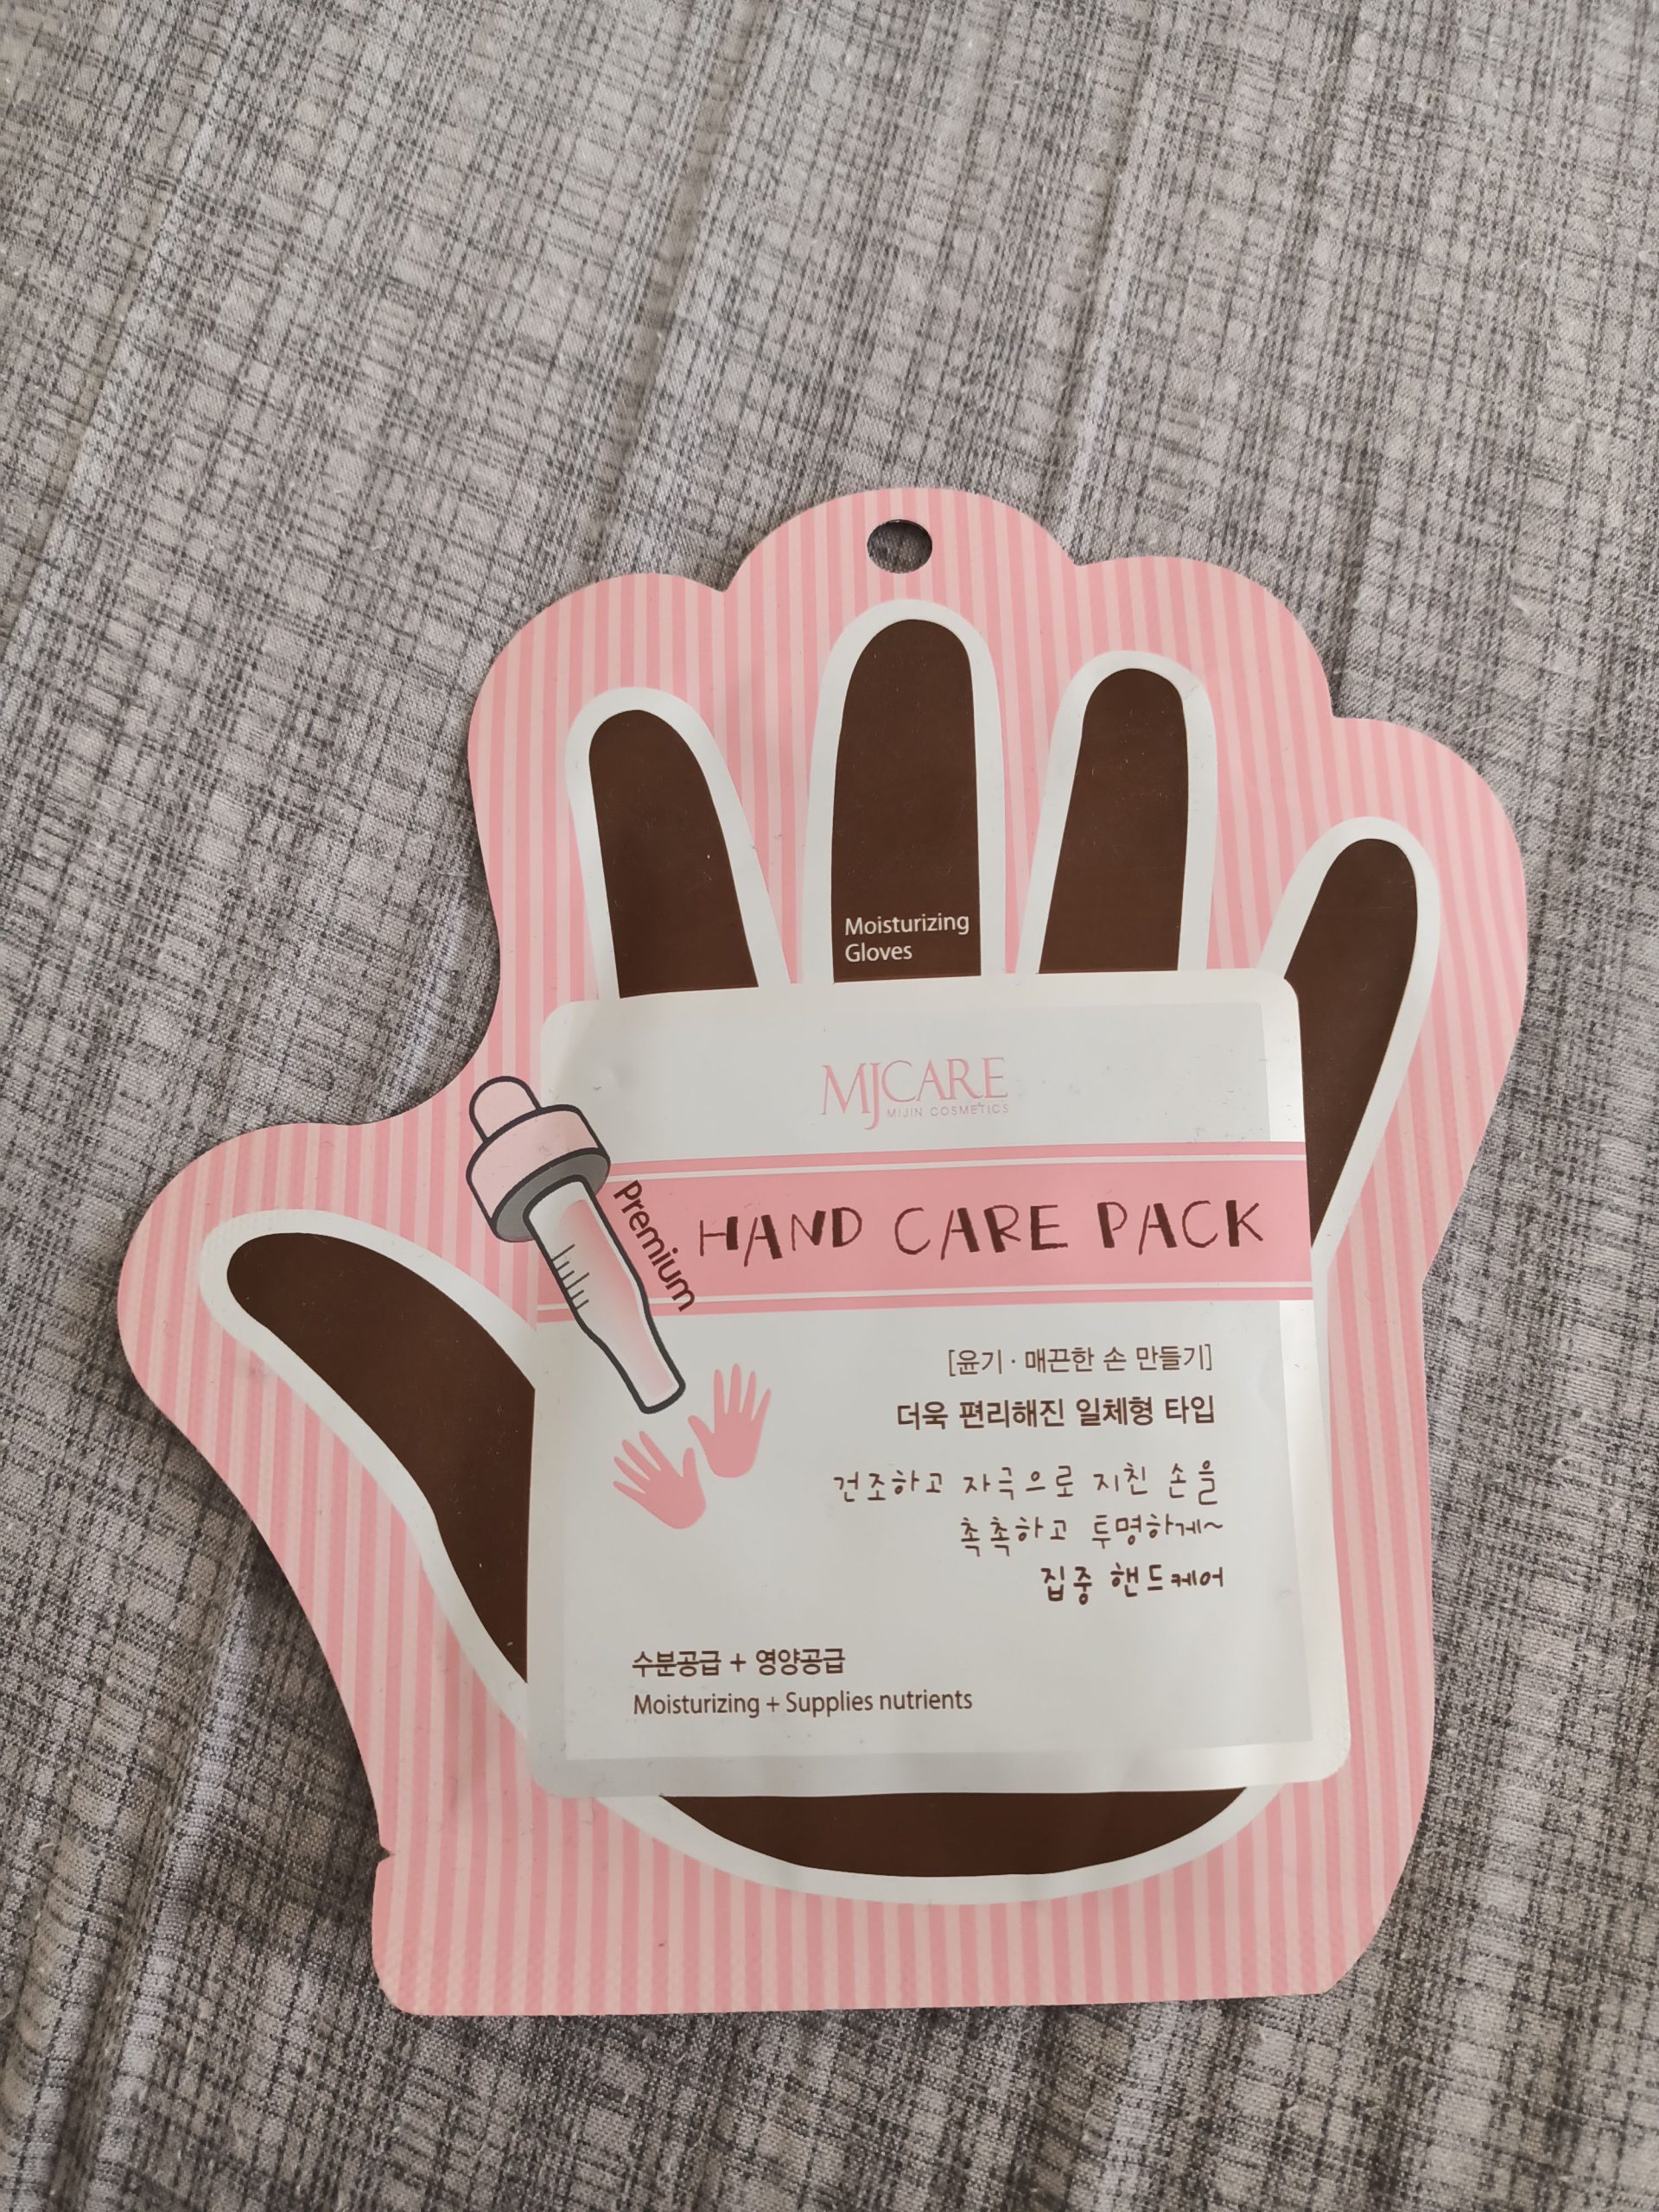 Moisturizing
Gloves
MJCARE
MIJIN COSMETICS
Premium
HAND CARE PACK
[윤기 · 매끈한 손 만들기]
더욱 편리해진 일체형 타입
건조하고 자극으로 지친 손을
촉촉하고 투명하게~
집중 핸드케어
수분공급 + 영양공급
Moisturizing + Supplies nutrients